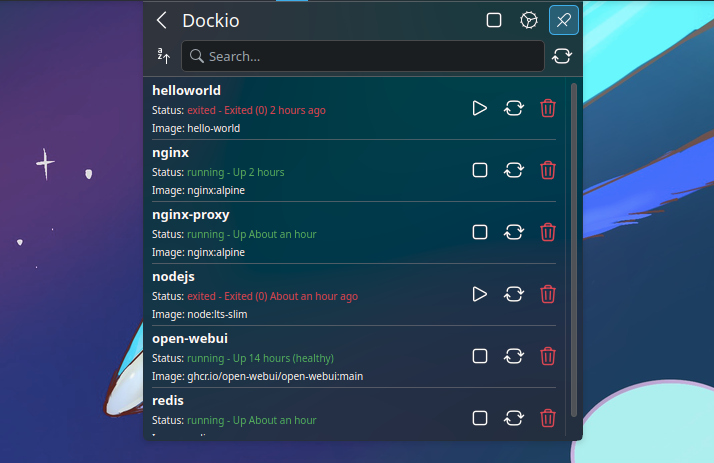 Dockio
a
z
Search...
helloworld
Status: exited - Exited (0) 2 hours ago
Image: hello-world
nginx
Status: running - Up 2 hours
Image: nginx:alpine
nginx-proxy
Status: running - Up About an hour
Image: nginx:alpine
nodejs
Status: exited - Exited (0) About an hour ago
Image: node:lts-slim
open-webui
Status: running - Up 14 hours (healthy)
Image: ghcr.io/open-webui/open-webui:main
redis
Status: running - Up About an hour